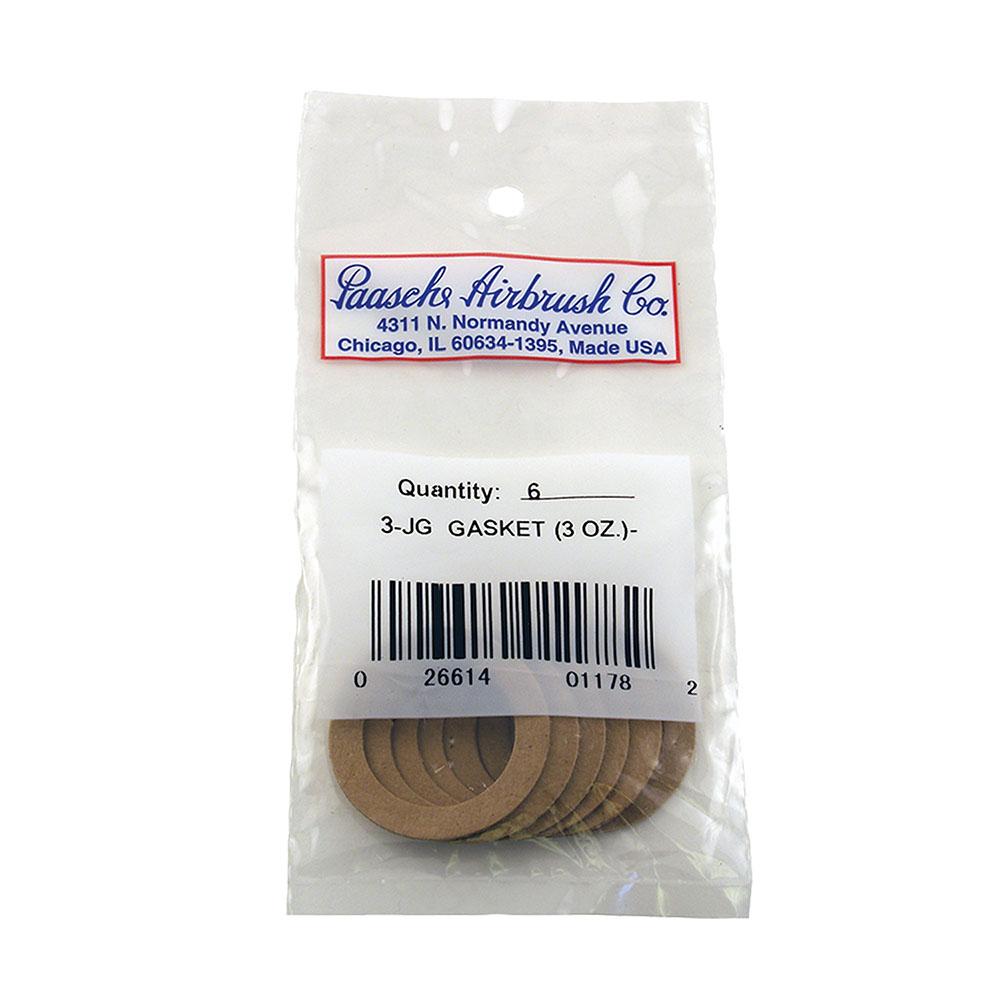 Paasche Airbrush Co.
4311 N. Normandy Avenue
Chicago, IL 60634-1395, Made USA
Quantity: 6
3-JG GASKET (3 OZ.)-
0 26614 01178 2